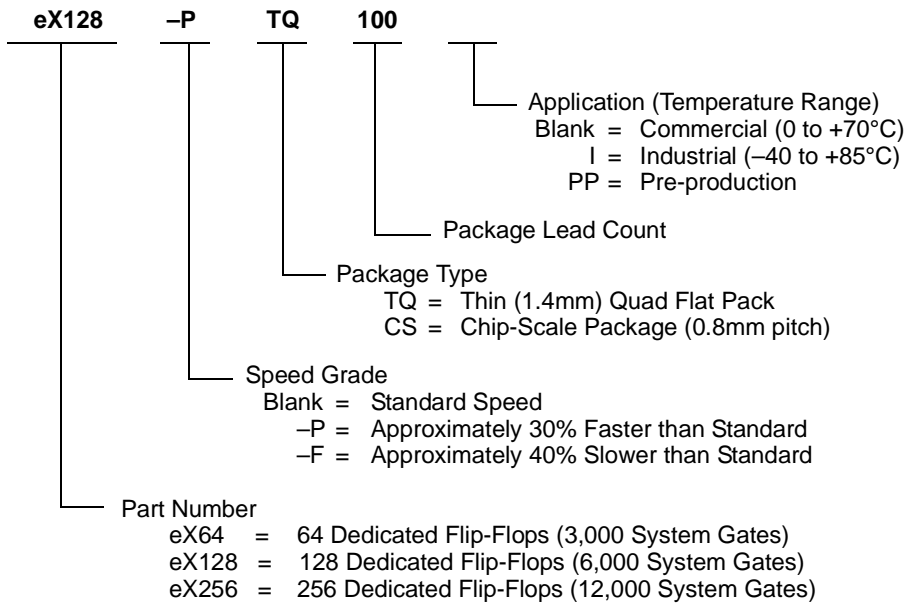 eX128 –P TQ 100
Application (Temperature Range)
Blank = Commercial (0 to +70°C)
I = Industrial (–40 to +85°C)
PP = Pre-production
Package Lead Count
Package Type
TQ = Thin (1.4mm) Quad Flat Pack
CS = Chip-Scale Package (0.8mm pitch)
Speed Grade
Blank = Standard Speed
–P = Approximately 30% Faster than Standard
–F = Approximately 40% Slower than Standard
Part Number
eX64 = 64 Dedicated Flip-Flops (3,000 System Gates)
eX128 = 128 Dedicated Flip-Flops (6,000 System Gates)
eX256 = 256 Dedicated Flip-Flops (12,000 System Gates)